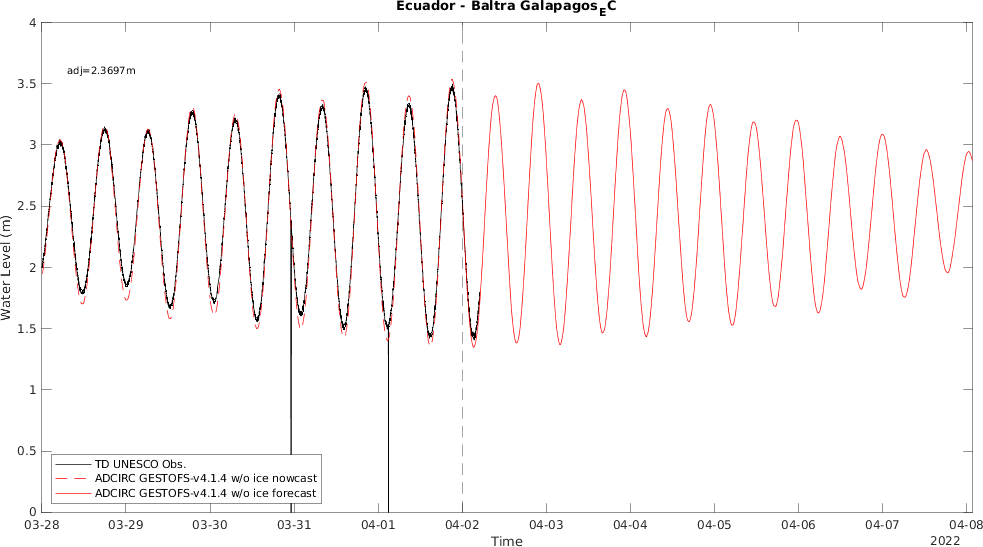 Ecuador - Baltra Galapagos_EC
adj=2.3697m
4
3.5
3
2.5
2
1.5
1
0.5
0
Water Level (m)
TD UNESCO Obs.
ADCIRC GESTOFS-v4.1.4 w/o ice nowcast
ADCIRC GESTOFS-v4.1.4 w/o ice forecast
03-28 03-29 03-30 03-31 04-01 04-02 04-03 04-04 04-05 04-06 04-07 04-08
Time
2022